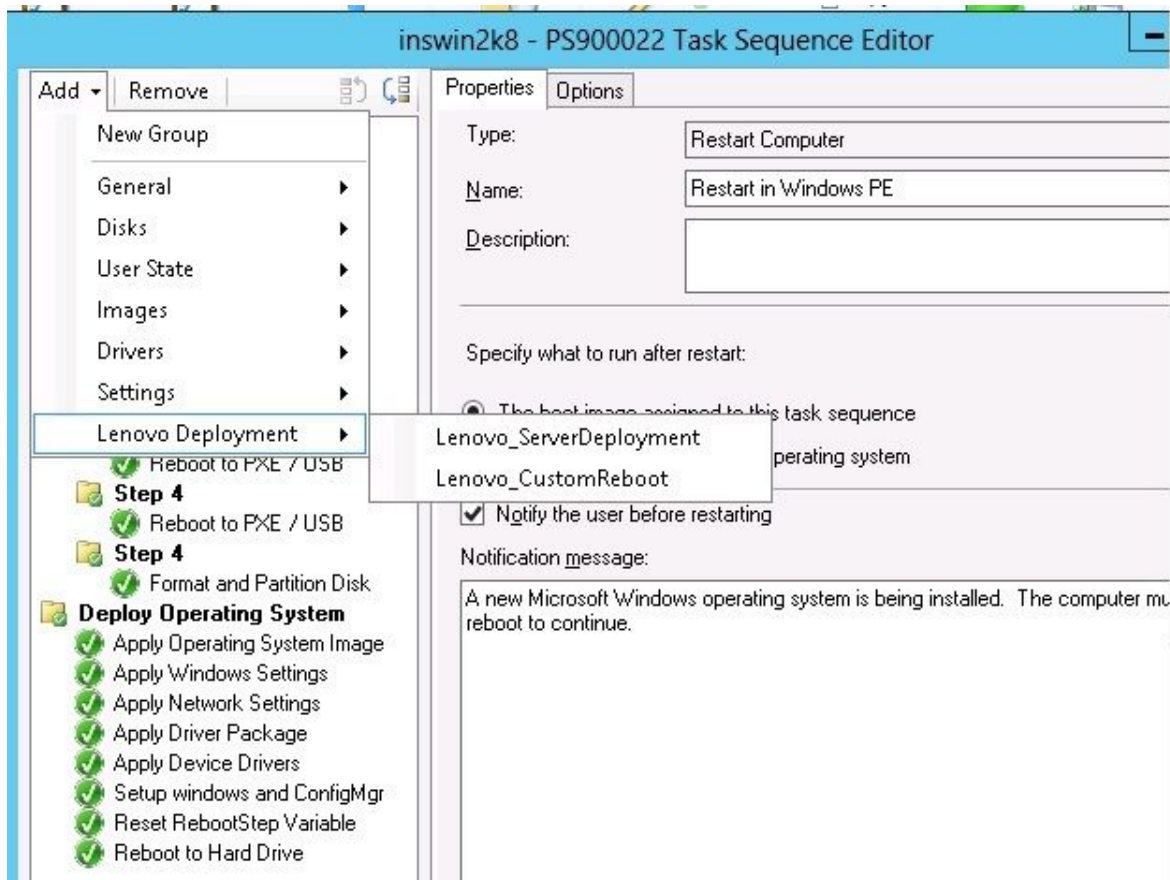 inswin2k8 - PS900022 Task Sequence Editor
Add Remove
New Group
General
Disks
User State
Images
Drivers
Settings
Lenovo Deployment
Lenovo_ServerDeployment
Lenovo_CustomReboot
Reboot to PXE / USB
Step 4
Reboot to PXE / USB
Step 4
Format and Partition Disk
Deploy Operating System
Apply Operating System Image
Apply Windows Settings
Apply Network Settings
Apply Driver Package
Apply Device Drivers
Setup windows and ConfigMgr
Reset RebootStep Variable
Reboot to Hard Drive
Properties Options
Type: Restart Computer
Name: Restart in Windows PE
Description:
Specify what to run after restart:
The boot image assigned to this task sequence
perating system
Notify the user before restarting
Notification message:
A new Microsoft Windows operating system is being installed. The computer mu
reboot to continue.